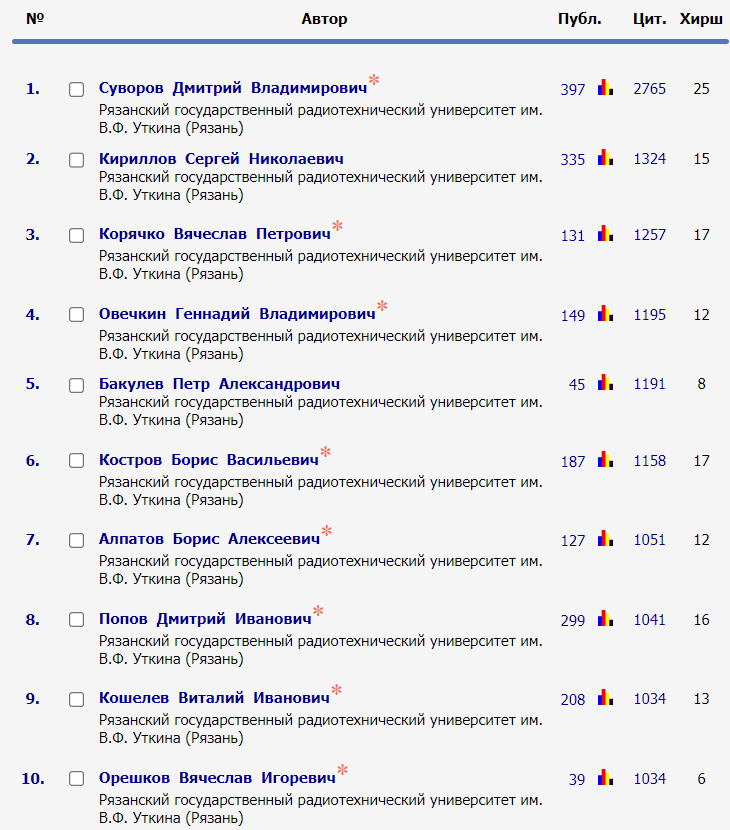 № Автор Публ. Цит. Хирш
1. Суворов Дмитрий Владимирович* 397 2765 25
Рязанский государственный радиотехнический университет им.
В.Ф. Уткина (Рязань)
2. Кириллов Сергей Николаевич 335 1324 15
Рязанский государственный радиотехнический университет им.
В.Ф. Уткина (Рязань)
3. Корячко Вячеслав Петрович* 131 1257 17
Рязанский государственный радиотехнический университет им.
В.Ф. Уткина (Рязань)
4. Овечкин Геннадий Владимирович* 149 1195 12
Рязанский государственный радиотехнический университет им.
В.Ф. Уткина (Рязань)
5. Бакулев Петр Александрович 45 1191 8
Рязанский государственный радиотехнический университет им.
В.Ф. Уткина (Рязань)
6. Костров Борис Васильевич* 187 1158 17
Рязанский государственный радиотехнический университет им.
В.Ф. Уткина (Рязань)
7. Алпатов Борис Алексеевич* 127 1051 12
Рязанский государственный радиотехнический университет им.
В.Ф. Уткина (Рязань)
8. Попов Дмитрий Иванович* 299 1041 16
Рязанский государственный радиотехнический университет им.
В.Ф. Уткина (Рязань)
9. Кошелев Виталий Иванович* 208 1034 13
Рязанский государственный радиотехнический университет им.
В.Ф. Уткина (Рязань)
10. Орешков Вячеслав Игоревич* 39 1034 6
Рязанский государственный радиотехнический университет им.
В.Ф. Уткина (Рязань)